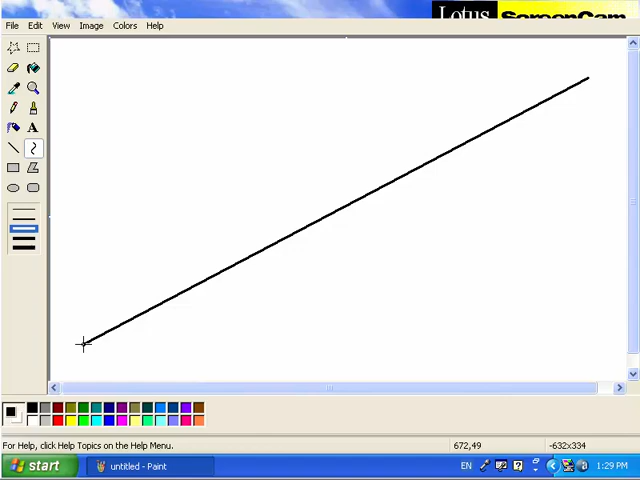 Lotus
ScreenCam
File Edit View Image Colors Help
A
For Help, click Help Topics on the Help Menu.
672,49
-632x334
start
untitled - Paint
EN
1:29 PM